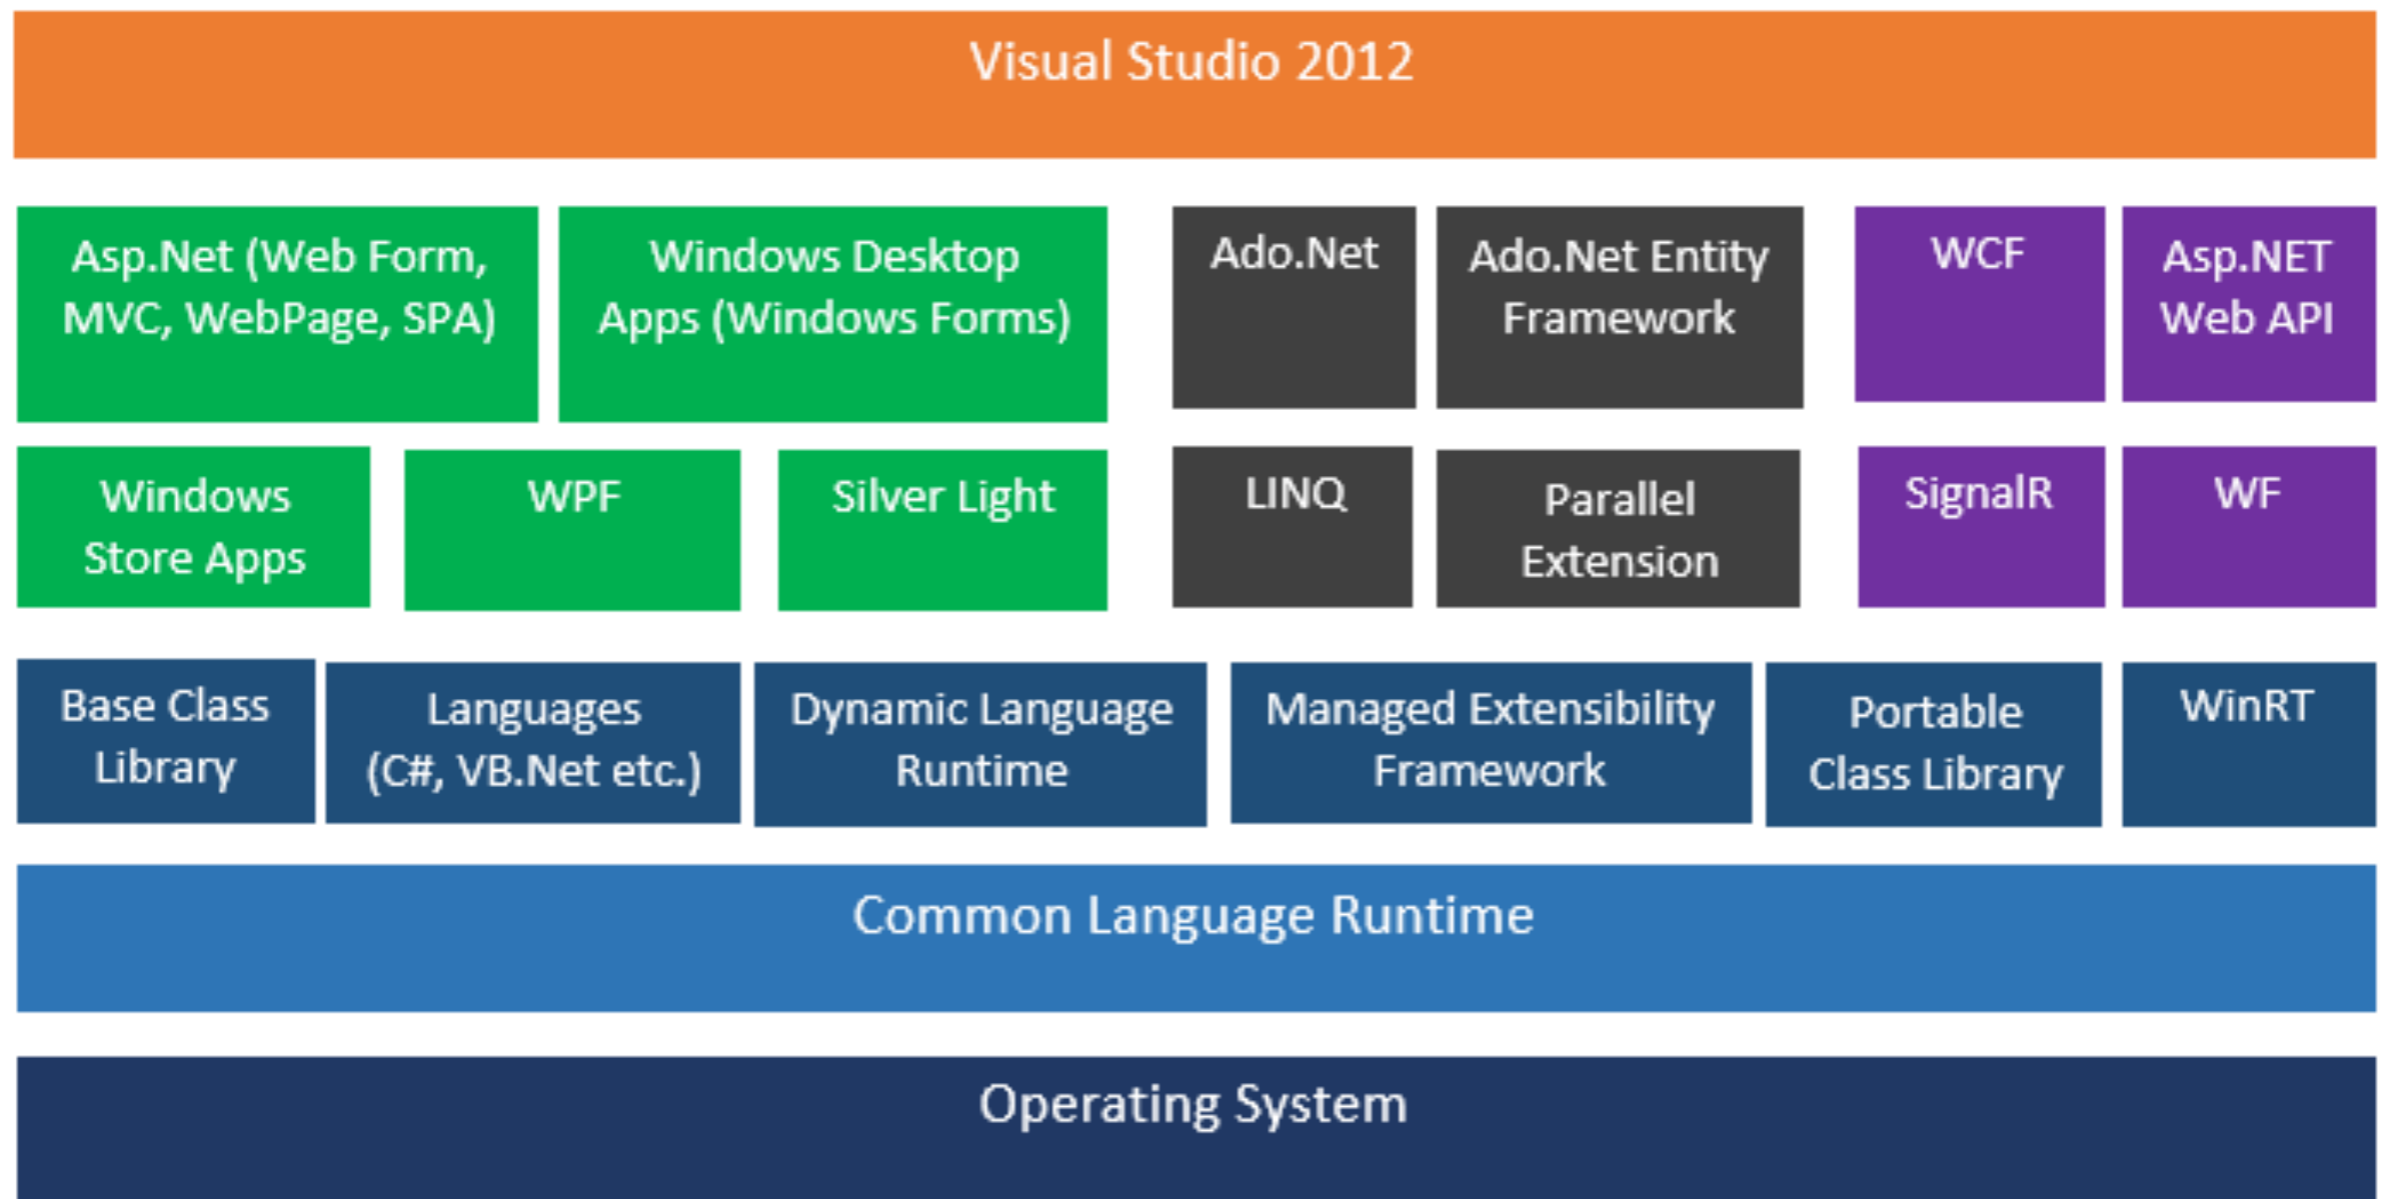 Visual Studio 2012
Asp.Net (Web Form,
MVC, WebPage, SPA)
Windows Desktop
Apps (Windows Forms)
Ado.Net
Ado.Net Entity
Framework
WCF
Asp.NET
Web API
Windows
Store Apps
WPF
Silver Light
LINQ
Parallel
Extension
SignalR
WF
Base Class
Library
Languages
(C#, VB.Net etc.)
Dynamic Language
Runtime
Managed Extensibility
Framework
Portable
Class Library
WinRT
Common Language Runtime
Operating System